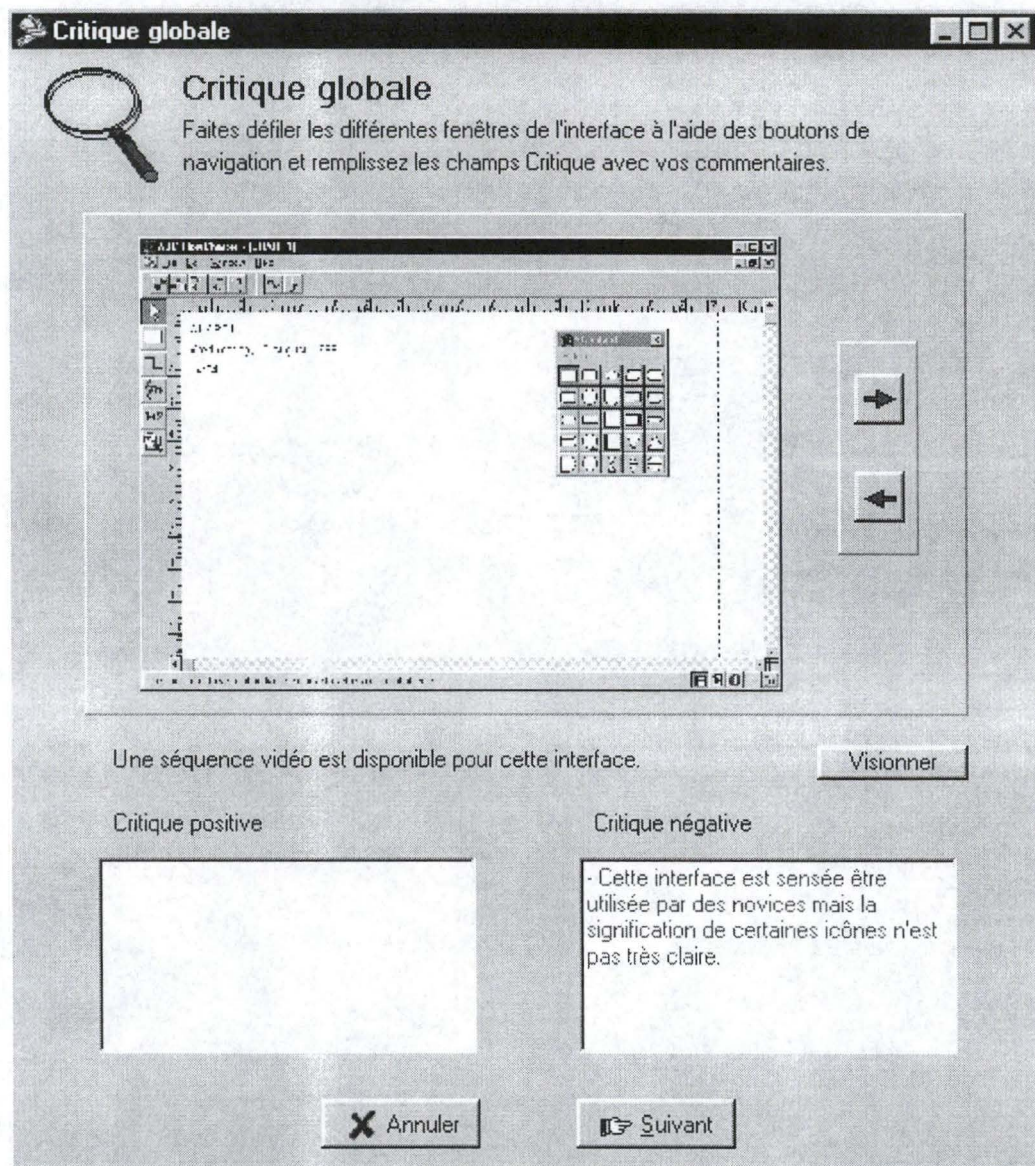 Critique globale
Critique globale
Faites défiler les différentes fenêtres de l'interface à l'aide des boutons de
navigation et remplissez les champs Critique avec vos commentaires.
Une séquence vidéo est disponible pour cette interface.
Visionner
Critique positive
Critique négative
- Cette interface est sensée être
utilisée par des novices mais la
signification de certaines icônes n'est
pas très claire.
Annuler
Suivant